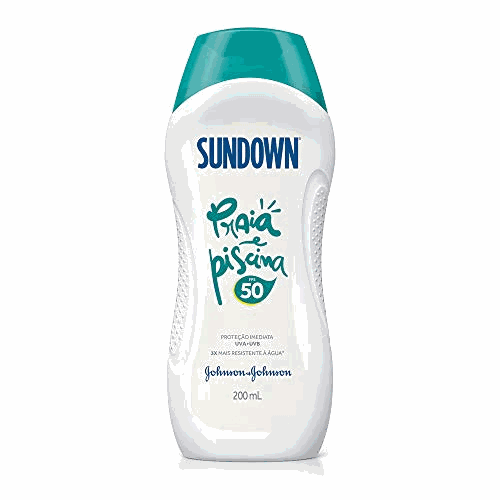 SUNDOWN
Praia
e
piscina
FPS
50
PROTEÇÃO IMEDIATA
UVA+UVB
3X MAIS RESISTENTE À ÁGUA*
Johnson & Johnson
200 mL